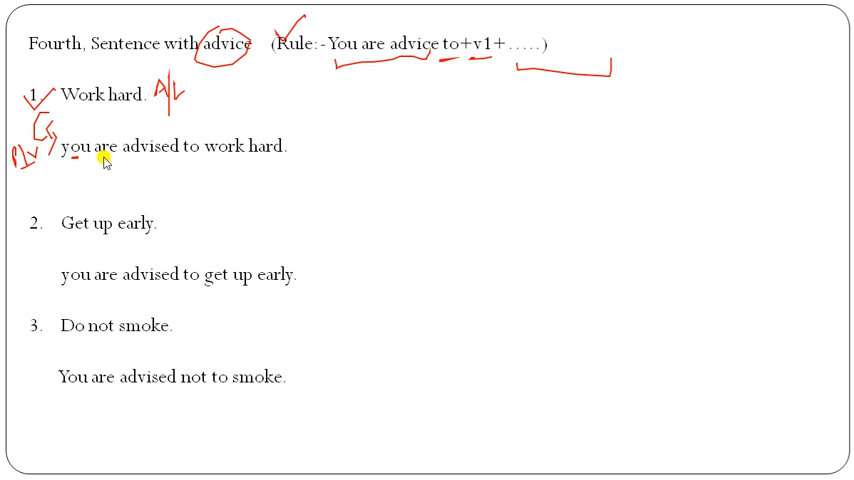 Fourth, Sentence with advice (Rule:- You are advice to+v1+.....)
1. Work hard. A/V
P/V you are advised to work hard.
2. Get up early.
you are advised to get up early.
3. Do not smoke.
You are advised not to smoke.